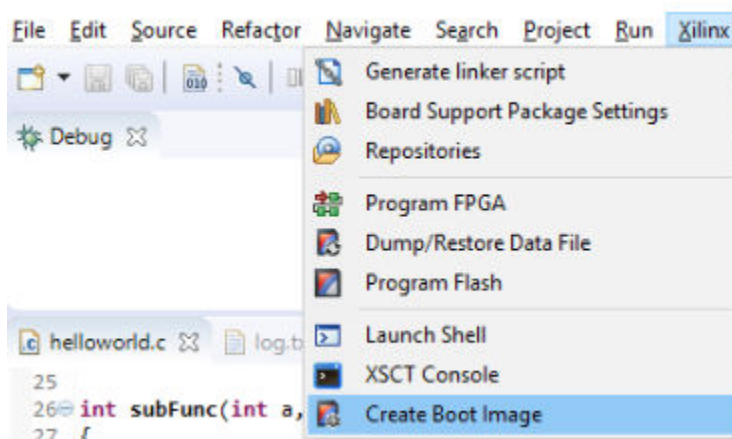 File Edit Source Refactor Navigate Search Project Run Xilinx
Generate linker script
Board Support Package Settings
Repositories
Program FPGA
Dump/Restore Data File
Program Flash
Launch Shell
XSCT Console
Create Boot Image
010
Debug
.c helloworld.c log.t
25
26 int subFunc(int a,
27 {